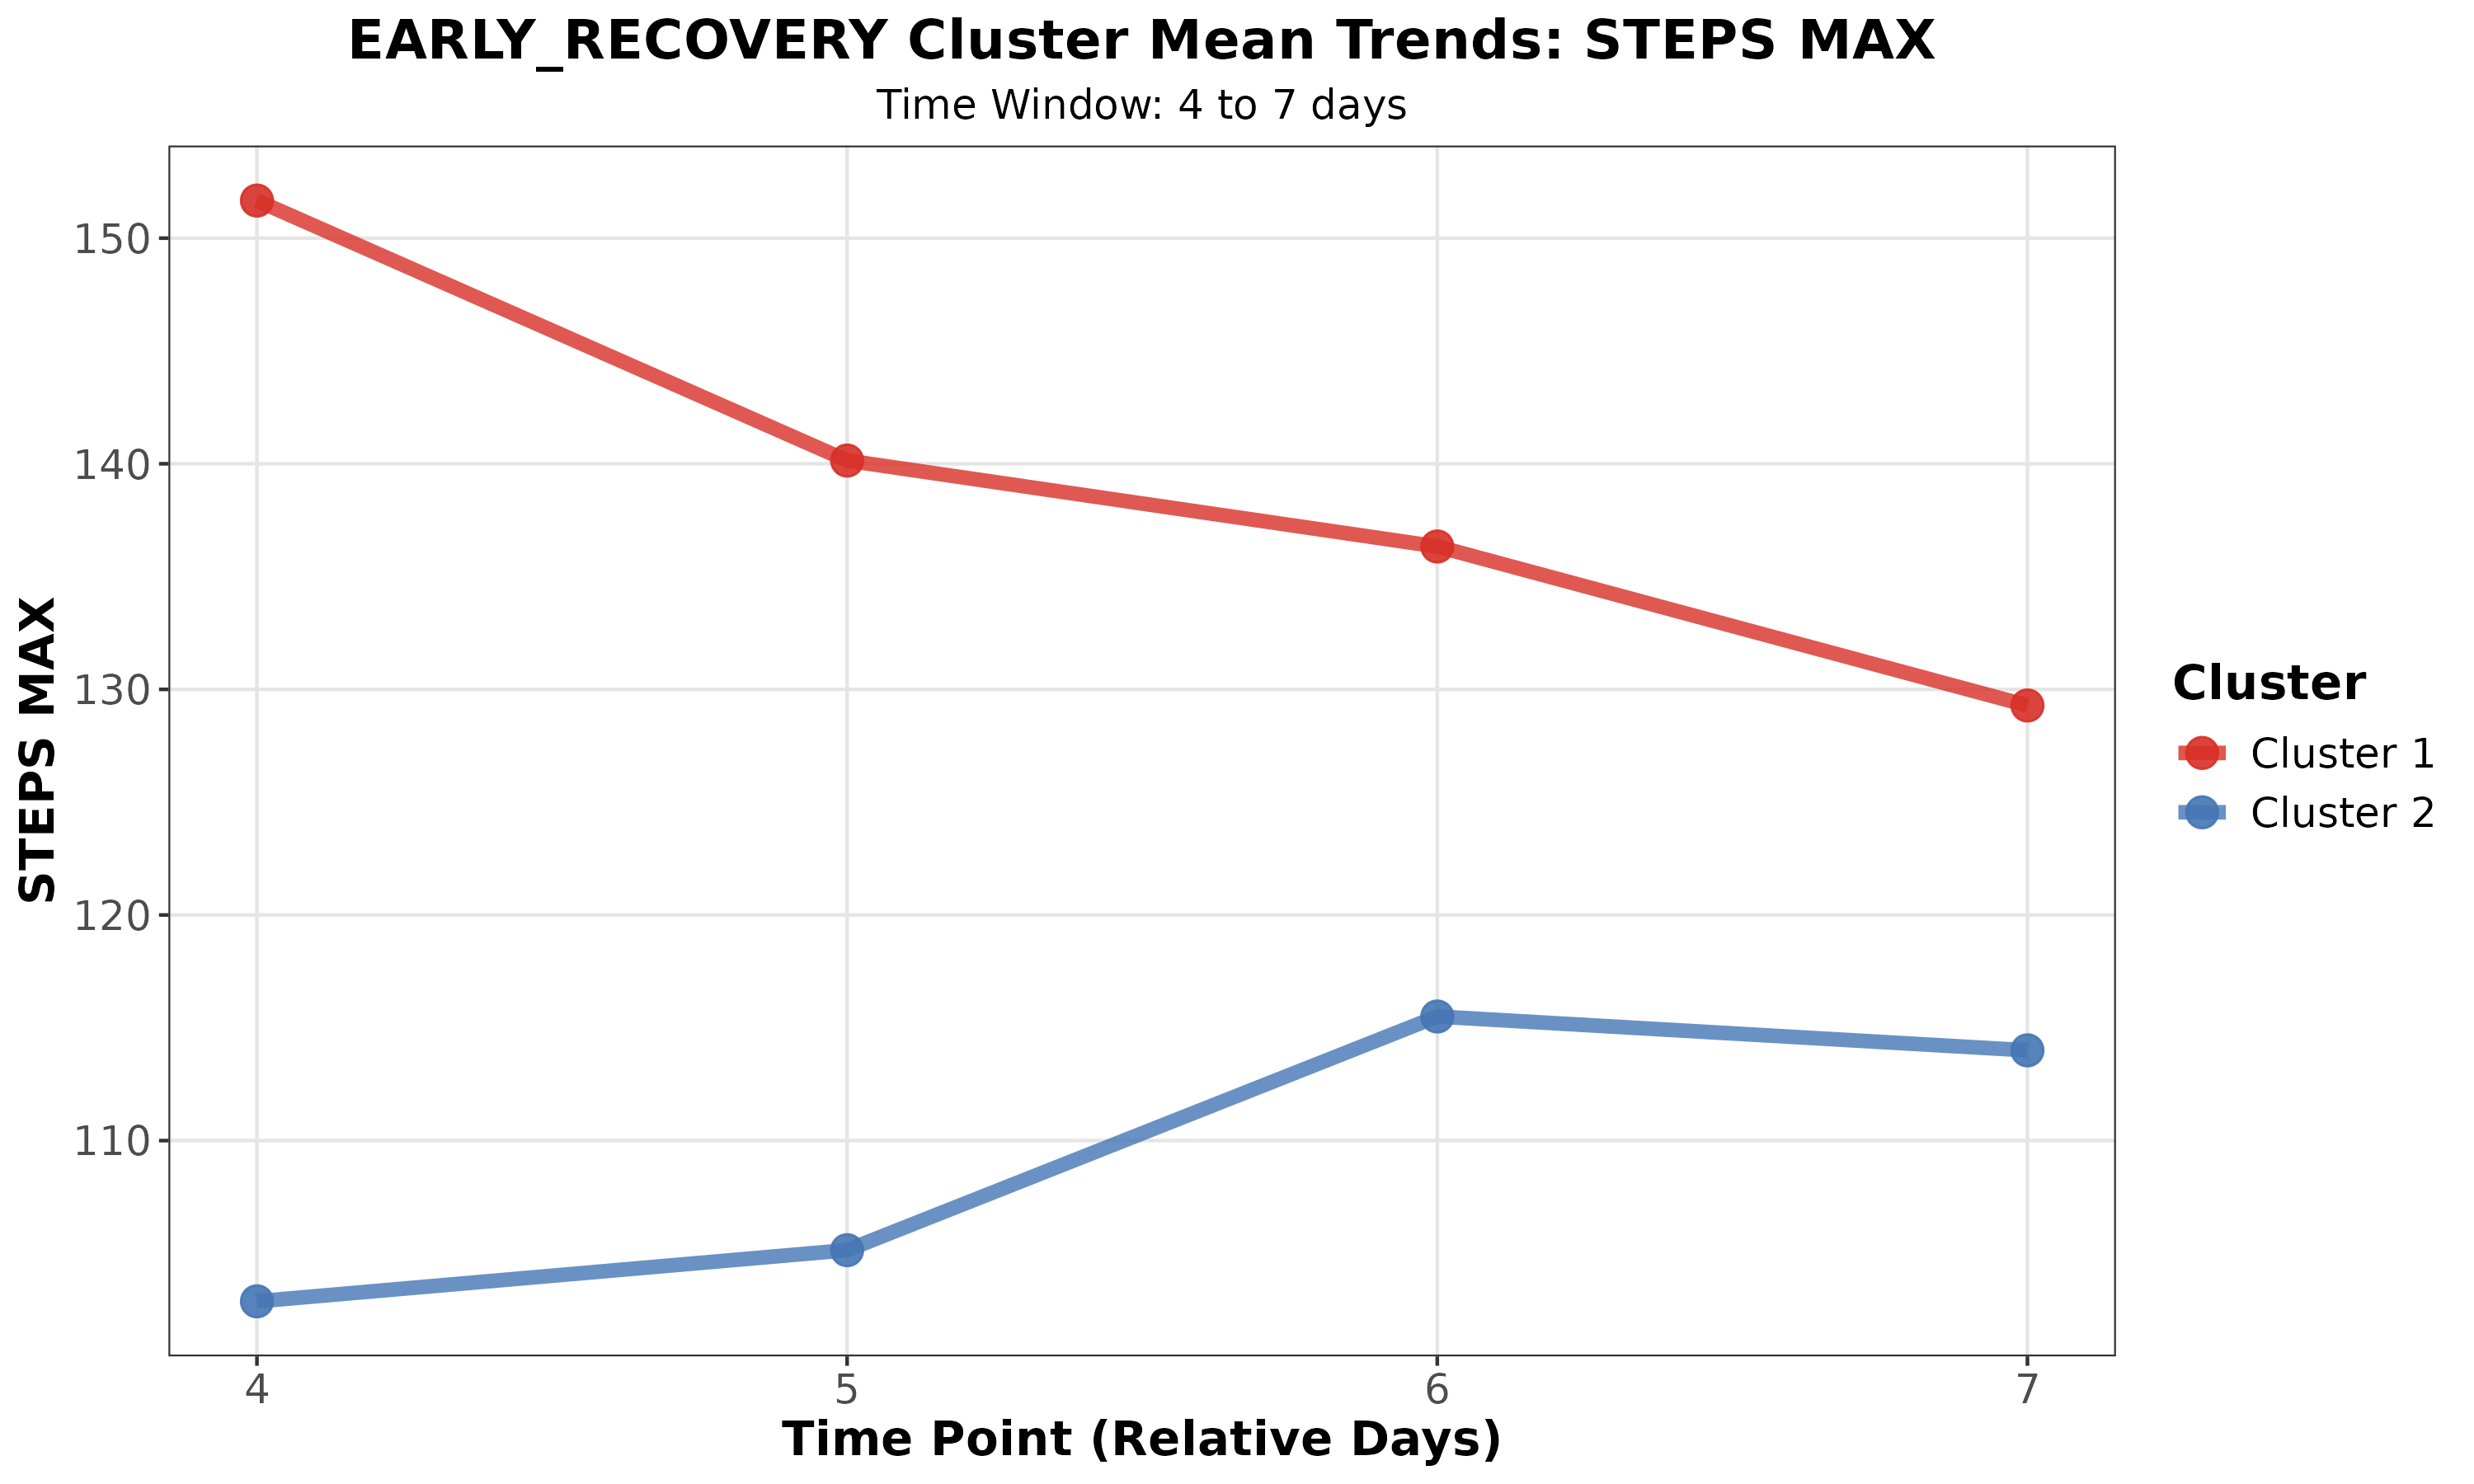 EARLY_RECOVERY Cluster Mean Trends: STEPS MAX
Time Window: 4 to 7 days
STEPS MAX
150
140
130
120
110
4 5 6 7
Time Point (Relative Days)
Cluster
Cluster 1
Cluster 2